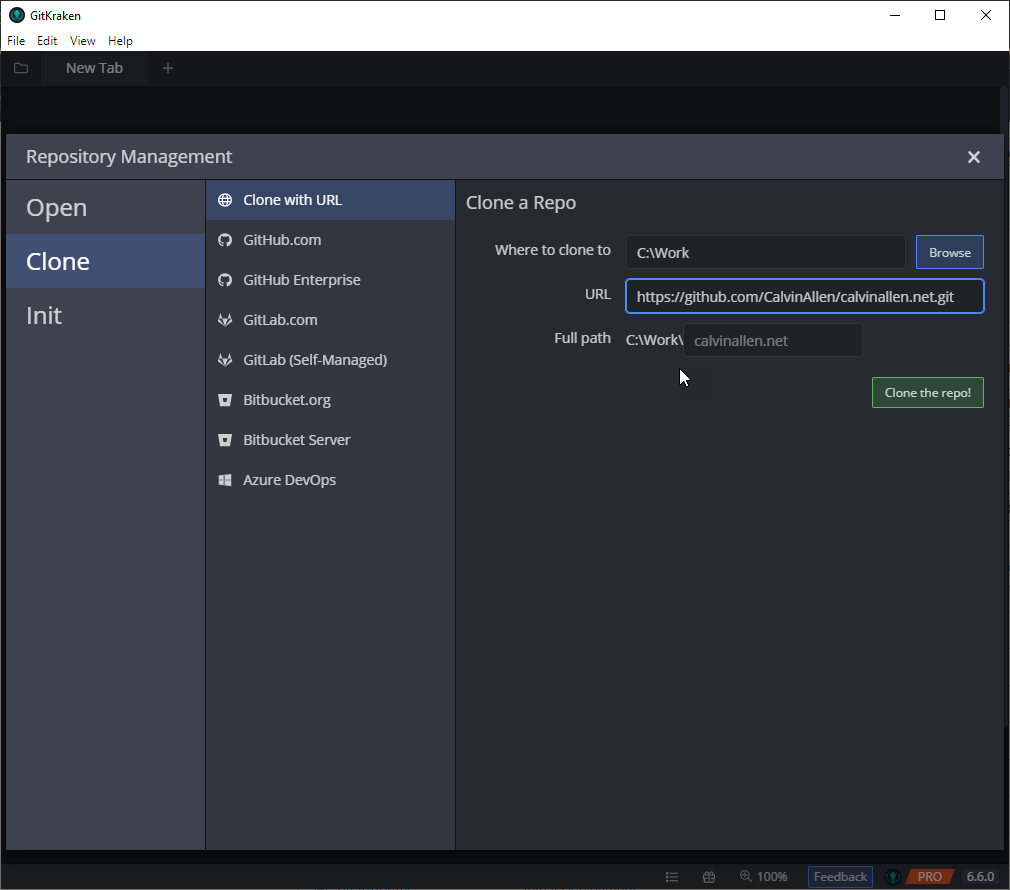 GitKraken
File Edit View Help
New Tab
Repository Management
Open
Clone
Init
Clone with URL
GitHub.com
GitHub Enterprise
GitLab.com
GitLab (Self-Managed)
Bitbucket.org
Bitbucket Server
Azure DevOps
Clone a Repo
Where to clone to C:\Work Browse
URL https://github.com/CalvinAllen/calvinallen.net.git
Full path C:\Work\ calvinallen.net
Clone the repo!
100% Feedback PRO 6.6.0